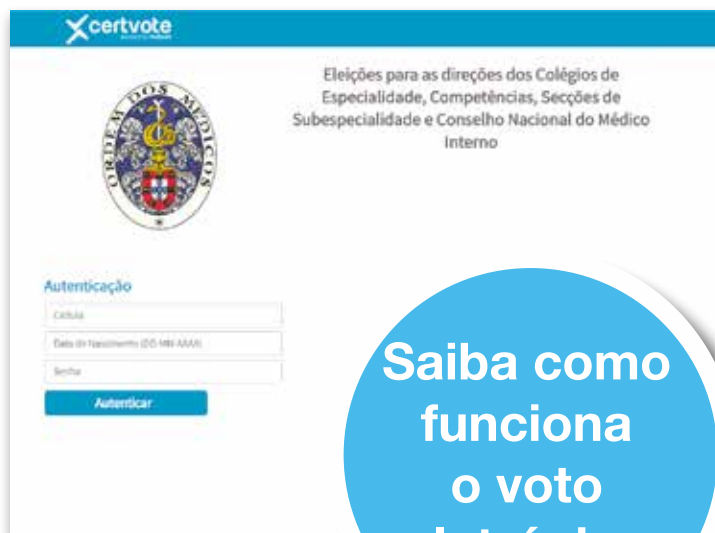 certvote
Eleições para as direções dos Colégios de
Especialidade, Competências, Secções de
Subespecialidade e Conselho Nacional do Médico
Interno
ORDEM DOS MEDICOS
Autenticação
Cédula
Data de Nascimento (DD-MM-AAAA)
Senha
Autenticar
Saiba como
funciona
o voto